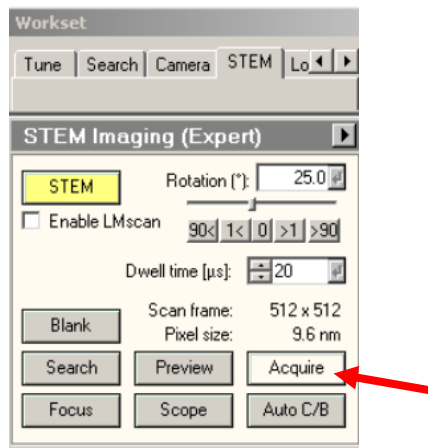 Workset
Tune Search Camera STEM Lo
STEM Imaging (Expert)
STEM Rotation (°): 25.0
Enable LMscan 90< 1< 0 >1 >90
Dwell time [µs]: 20
Scan frame: 512 x 512
Blank Pixel size: 9.6 nm
Search Preview Acquire
Focus Scope Auto C/B